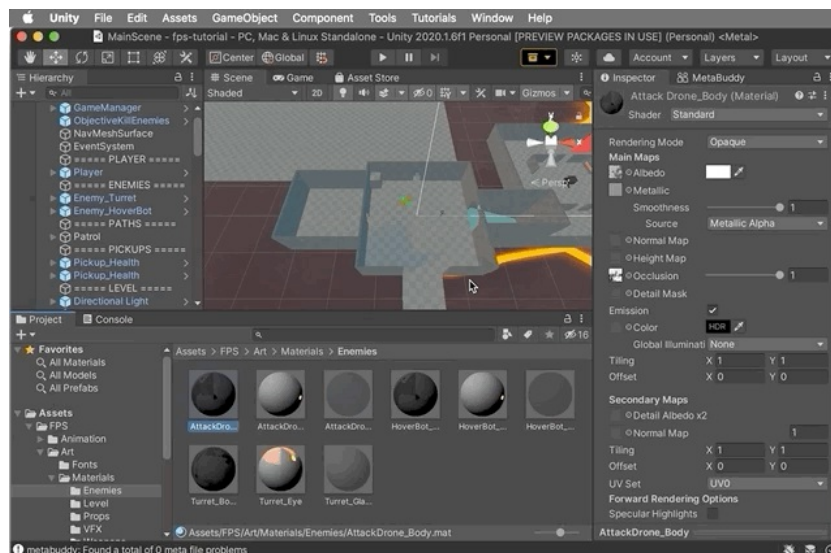 Unity File Edit Assets GameObject Component Tools Tutorials Window Help
MainScene - fps-tutorial - PC, Mac & Linux Standalone - Unity 2020.1.6f1 Personal [PREVIEW PACKAGES IN USE] (Personal) <Metal>
Center Global Account Layers Layout
Hierarchy
All
GameManager
ObjectiveKillEnemies
NavMeshSurface
EventSystem
===== PLAYER =====
Player
===== ENEMIES =====
Enemy_Turret
Enemy_HoverBot
===== PATHS =====
Patrol
===== PICKUPS =====
Pickup_Health
Pickup_Health
===== LEVEL =====
Directional Light
Scene Game Asset Store
Shaded 2D 0 Gizmos
y
x
< Persp
Inspector MetaBuddy
Attack Drone_Body (Material)
Shader Standard
Rendering Mode Opaque
Main Maps
Albedo
Metallic
Smoothness 1
Source Metallic Alpha
Normal Map
Height Map
Occlusion 1
Detail Mask
Emission
Color HDR
Global Illuminati None
Tiling X 1 Y 1
Offset X 0 Y 0
Secondary Maps
Detail Albedo x2
Normal Map 1
Tiling X 1 Y 1
Offset X 0 Y 0
UV Set UV0
Forward Rendering Options
Specular Highlights
AttackDrone_Body
Project Console
16
Favorites
All Materials
All Models
All Prefabs
Assets
FPS
Animation
Art
Fonts
Materials
Enemies
Level
Props
VFX
Assets > FPS > Art > Materials > Enemies
AttackDro... AttackDro... AttackDro... HoverBot_... HoverBot_... HoverBot_...
Turret_Bo... Turret_Eye Turret_Gla...
Assets/FPS/Art/Materials/Enemies/AttackDrone_Body.mat
metabuddy: Found a total of 0 meta file problems